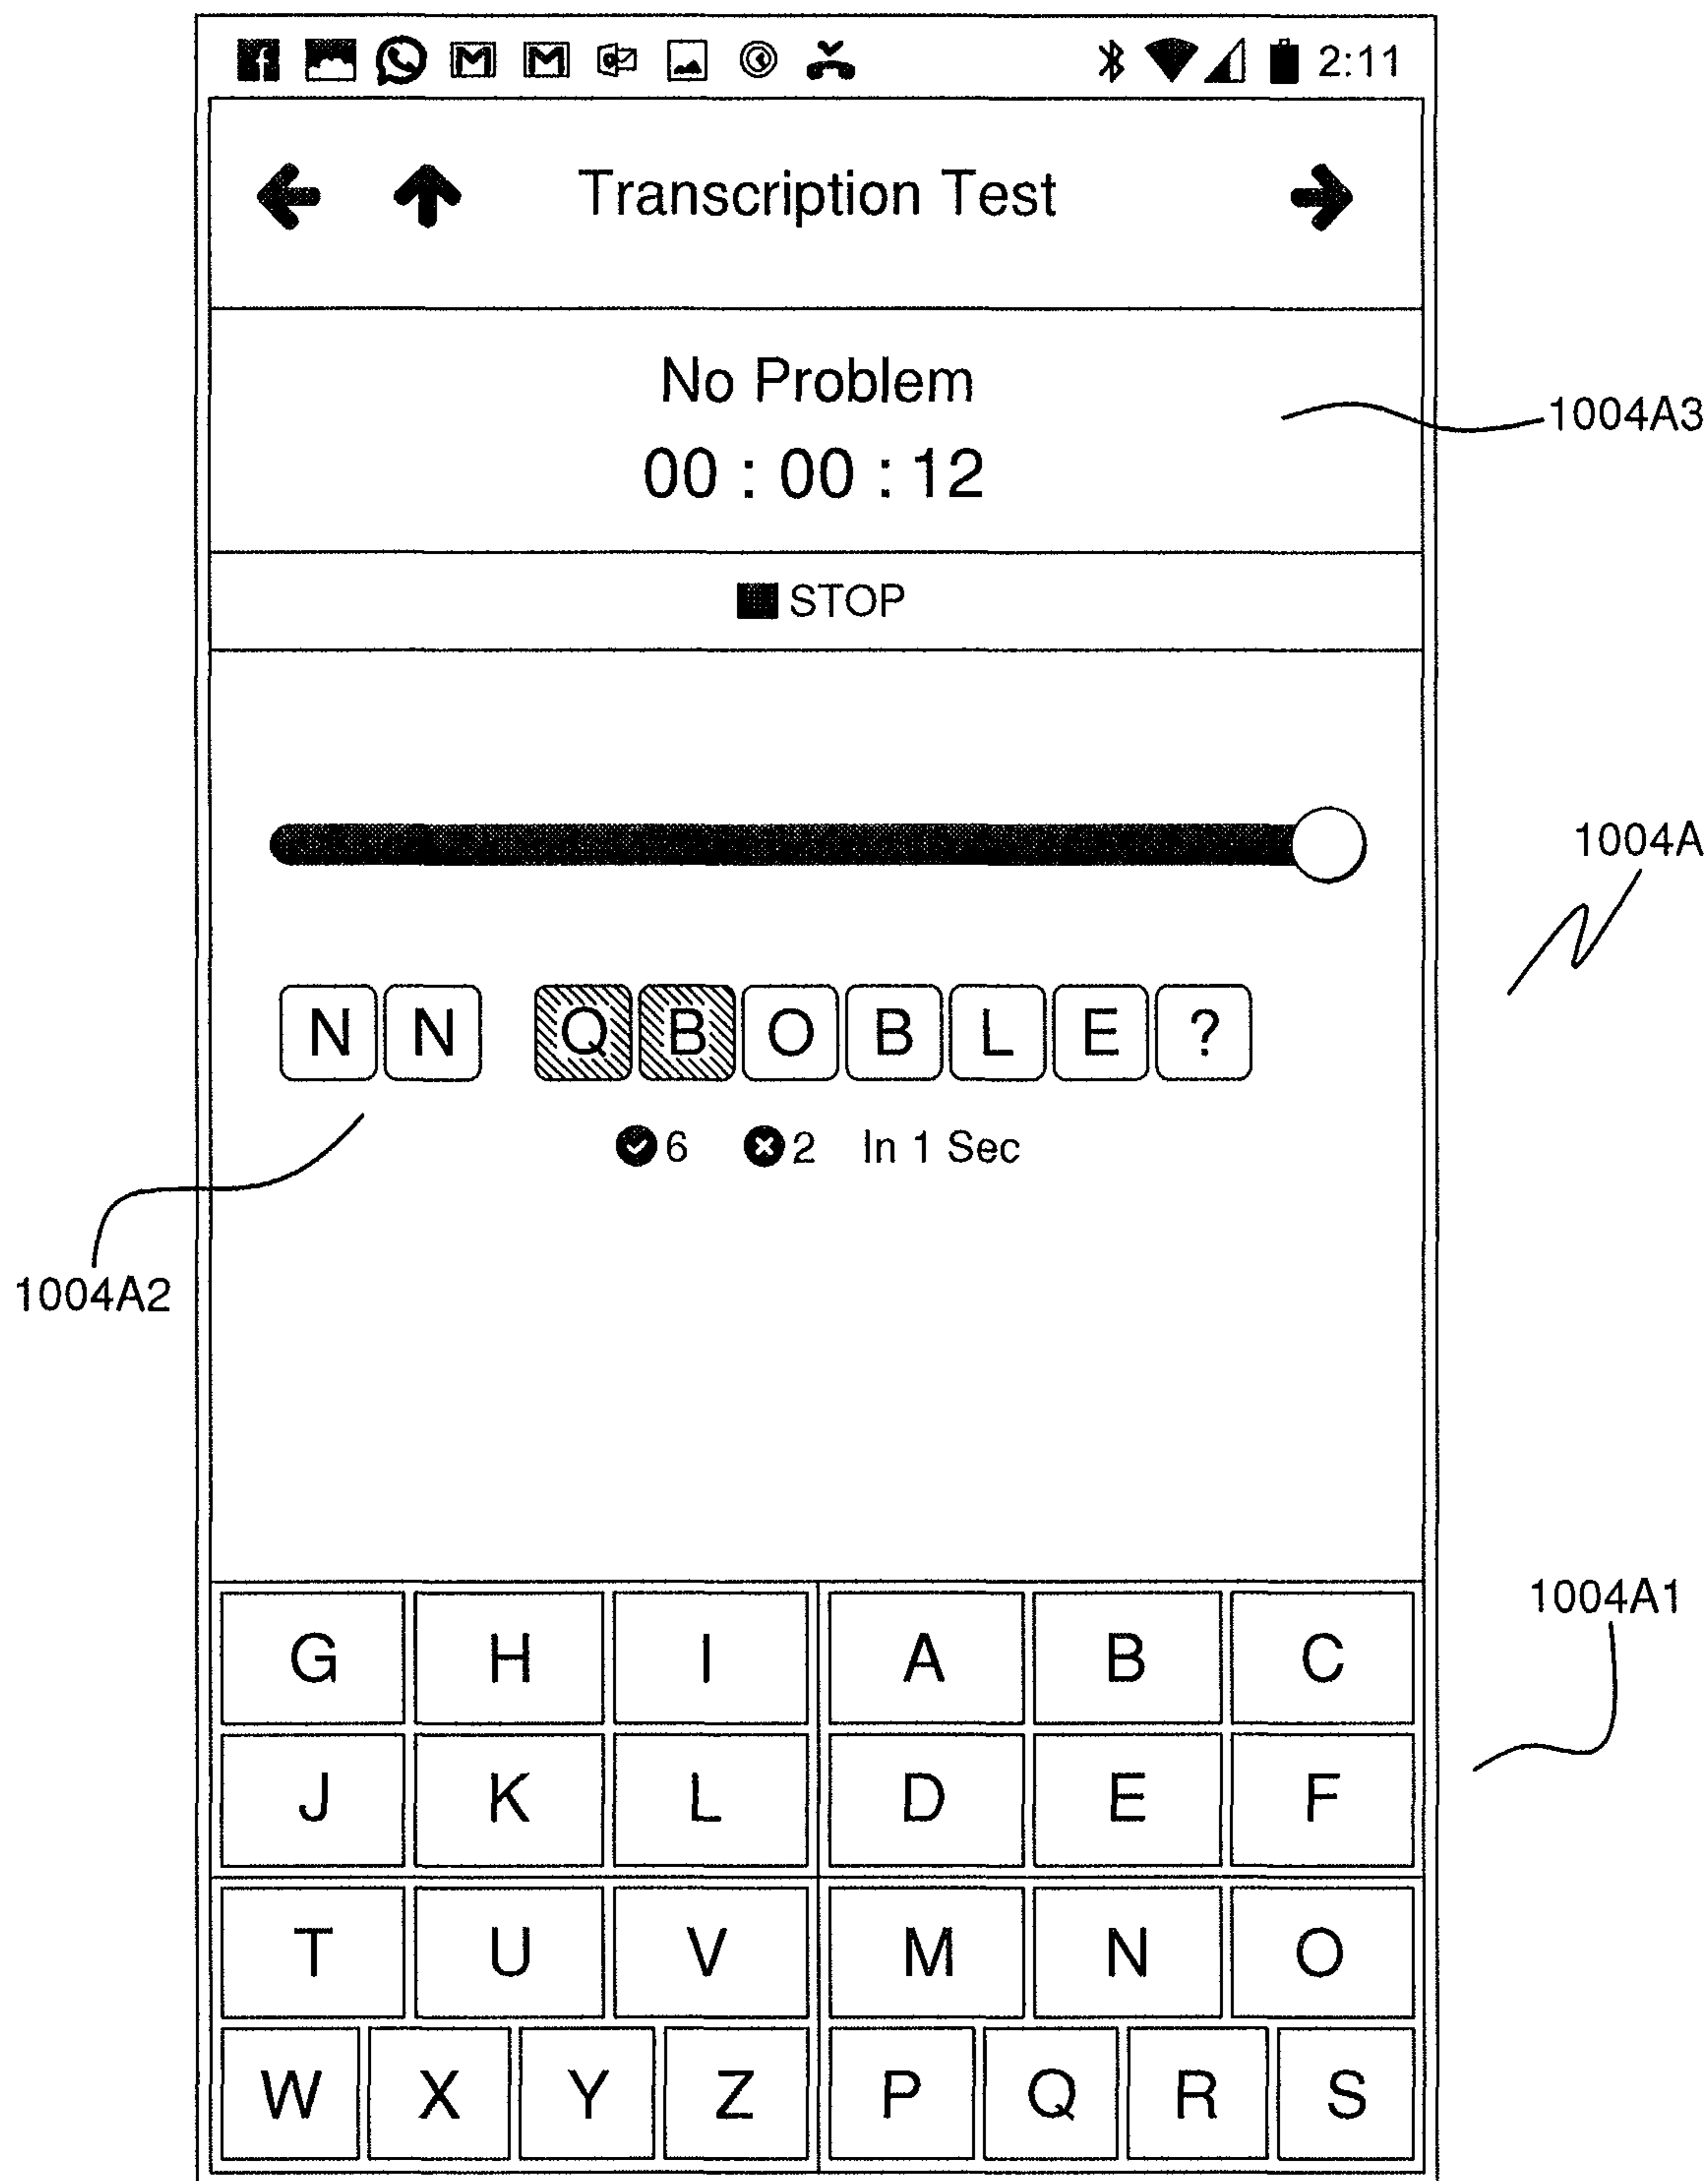 2:11
Transcription Test
No Problem
1004A3
00 : 00 : 12
STOP
1004A
N N Q B O B L E ?
6 2 In 1 Sec
1004A2
1004A1
G H I A B C
J K L D E F
T U V M N O
W X Y Z P Q R S